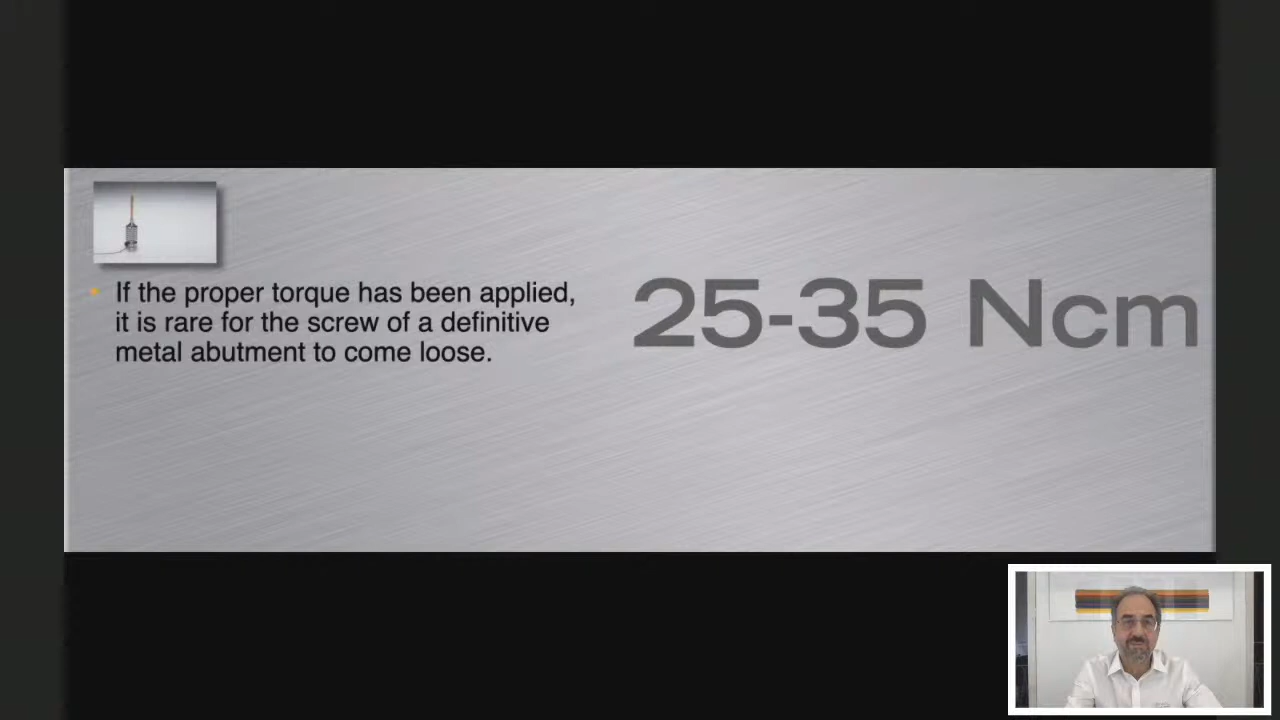 If the proper torque has been applied,
it is rare for the screw of a definitive
metal abutment to come loose.
25-35 Ncm